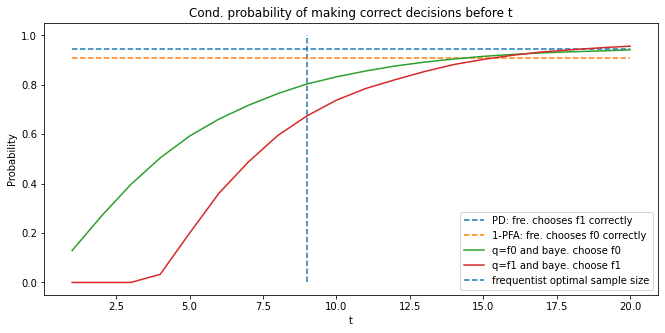 Cond. probability of making correct decisions before t
1.0
0.8
0.6
0.4
0.2
0.0
Probability
PD: fre. chooses f1 correctly
1-PFA: fre. chooses f0 correctly
q=f0 and baye. choose f0
q=f1 and baye. choose f1
frequentist optimal sample size
2.5 5.0 7.5 10.0 12.5 15.0 17.5 20.0
t